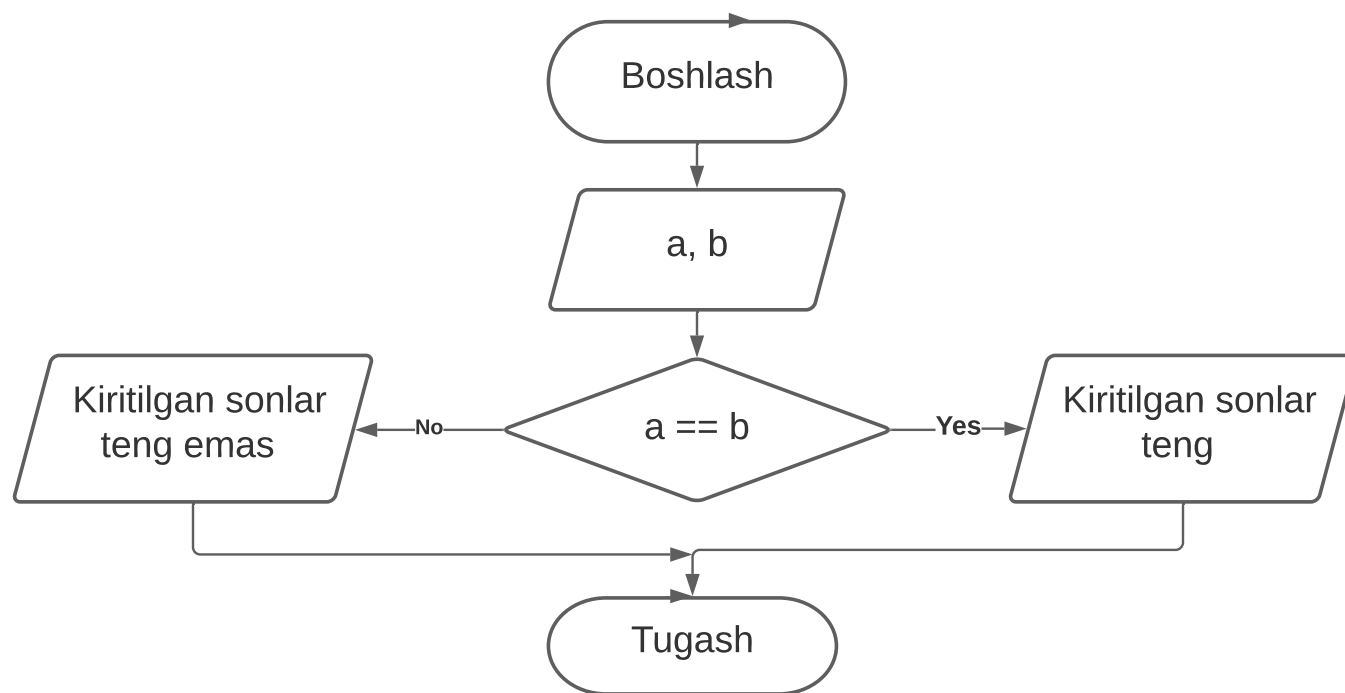 Boshlash
a, b
Kiritilgan sonlar
teng emas
No
a == b
Yes
Kiritilgan sonlar
teng
Tugash